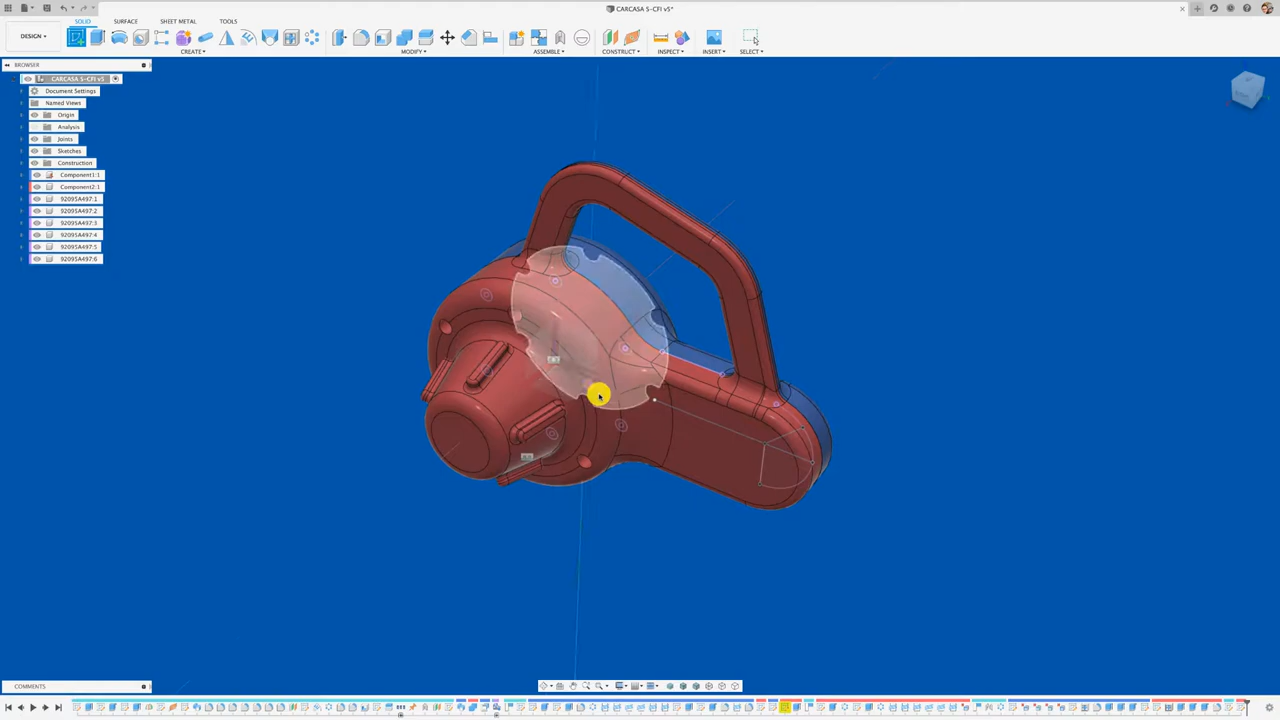 CARCASA S-CFI v5*
DESIGN
SOLID
SURFACE
SHEET METAL
TOOLS
CREATE
MODIFY
ASSEMBLE
CONSTRUCT
INSPECT
INSERT
SELECT
BROWSER
CARCASA S-CFI v5
Document Settings
Named Views
Origin
Analysis
Joints
Sketches
Construction
Component1:1
Component2:1
92095A497:1
92095A497:2
92095A497:3
92095A497:4
92095A497:5
92095A497:6
COMMENTS